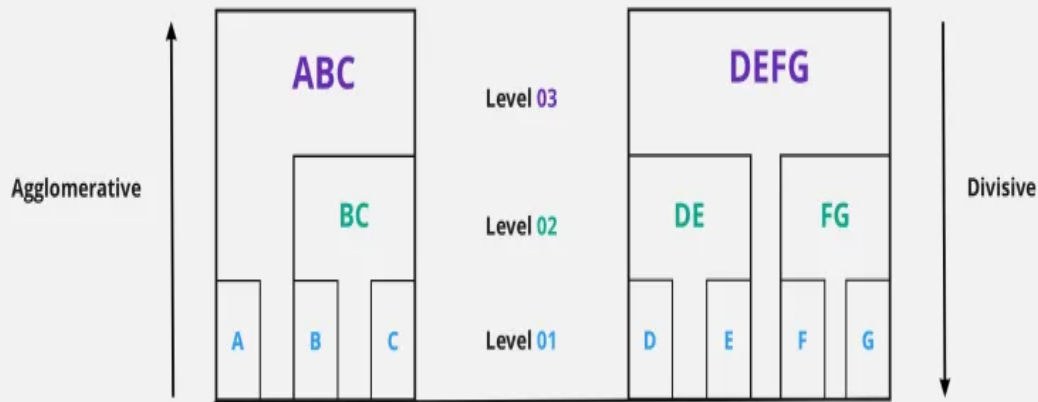 ABC
DEFG
Level 03
Agglomerative
Divisive
BC
Level 02
DE
FG
A
B
C
Level 01
D
E
F
G